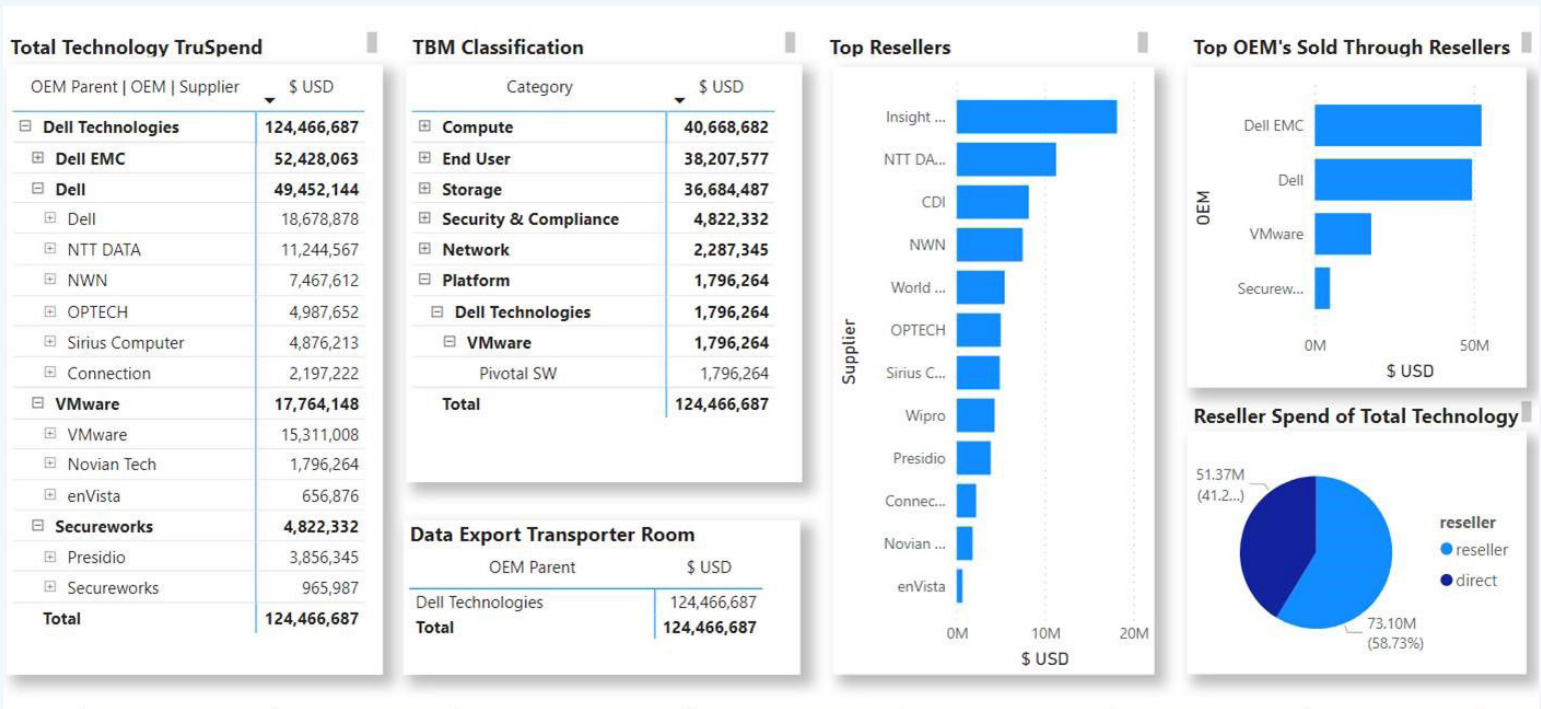 Total Technology TruSpend
OEM Parent | OEM | Supplier $ USD
Dell Technologies 124,466,687
Dell EMC 52,428,063
Dell 49,452,144
Dell 18,678,878
NTT DATA 11,244,567
NWN 7,467,612
OPTECH 4,987,652
Sirius Computer 4,876,213
Connection 2,197,222
VMware 17,764,148
VMware 15,311,008
Novian Tech 1,796,264
enVista 656,876
Secureworks 4,822,332
Presidio 3,856,345
Secureworks 965,987
Total 124,466,687
TBM Classification
Category $ USD
Compute 40,668,682
End User 38,207,577
Storage 36,684,487
Security & Compliance 4,822,332
Network 2,287,345
Platform 1,796,264
Dell Technologies 1,796,264
VMware 1,796,264
Pivotal SW 1,796,264
Total 124,466,687
Data Export Transporter Room
OEM Parent $ USD
Dell Technologies 124,466,687
Total 124,466,687
Top Resellers
Supplier
Insight ...
NTT DA...
CDI
NWN
World ...
OPTECH
Sirius C...
Wipro
Presidio
Connec...
Novian ...
enVista
0M 10M 20M
$ USD
Top OEM's Sold Through Resellers
OEM
Dell EMC
Dell
VMware
Securew...
0M 50M
$ USD
Reseller Spend of Total Technology
51.37M
(41.2...)
reseller
reseller
direct
73.10M
(58.73%)